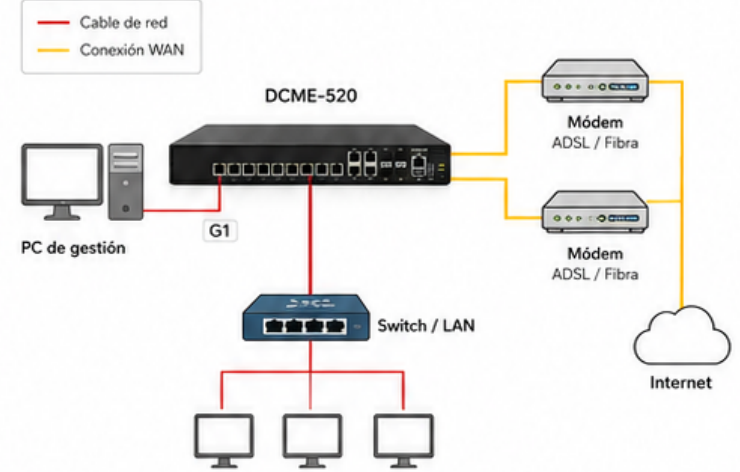 Cable de red
Conexión WAN
DCME-520
Módem
ADSL / Fibra
PC de gestión
G1
Módem
ADSL / Fibra
Switch / LAN
Internet